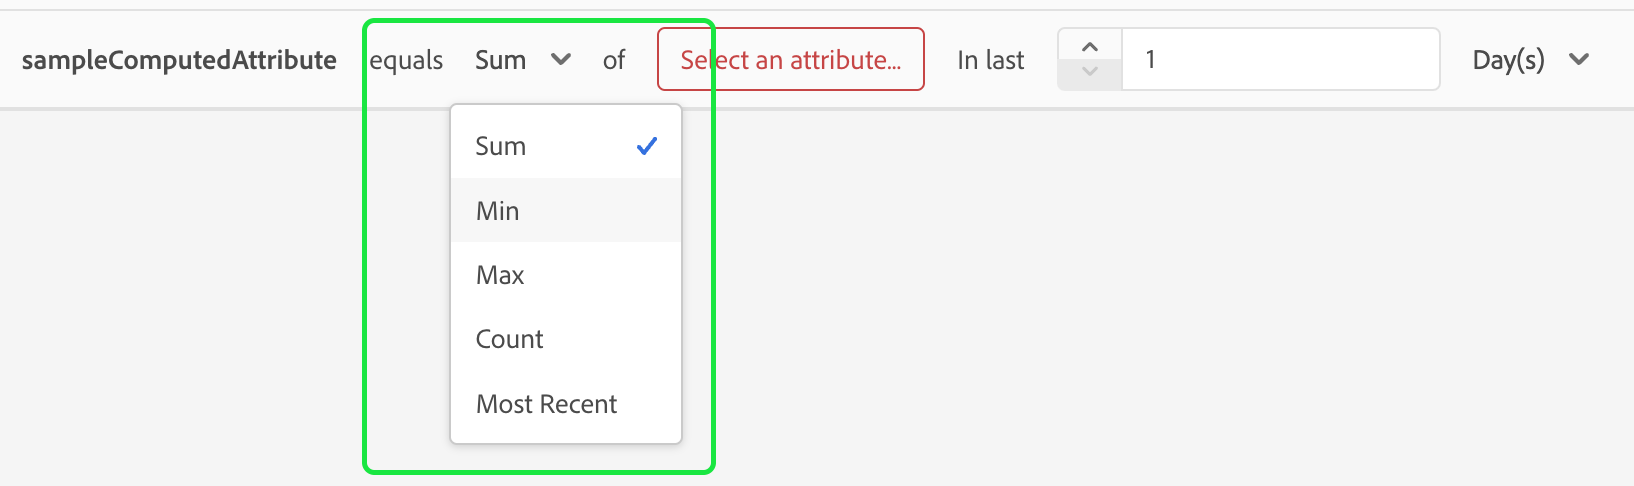 sampleComputedAttribute equals Sum of Select an attribute... In last 1 Day(s)
Sum
Min
Max
Count
Most Recent